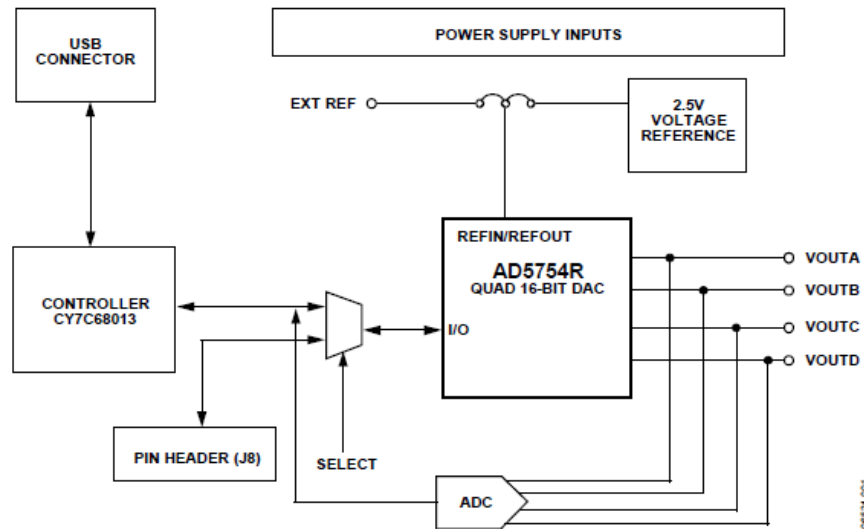 USB
CONNECTOR
POWER SUPPLY INPUTS
EXT REF
2.5V
VOLTAGE
REFERENCE
REFIN/REFOUT
AD5754R
QUAD 16-BIT DAC
VOUTA
VOUTB
CONTROLLER
CY7C68013
I/O
VOUTC
VOUTD
PIN HEADER (J8)
SELECT
ADC